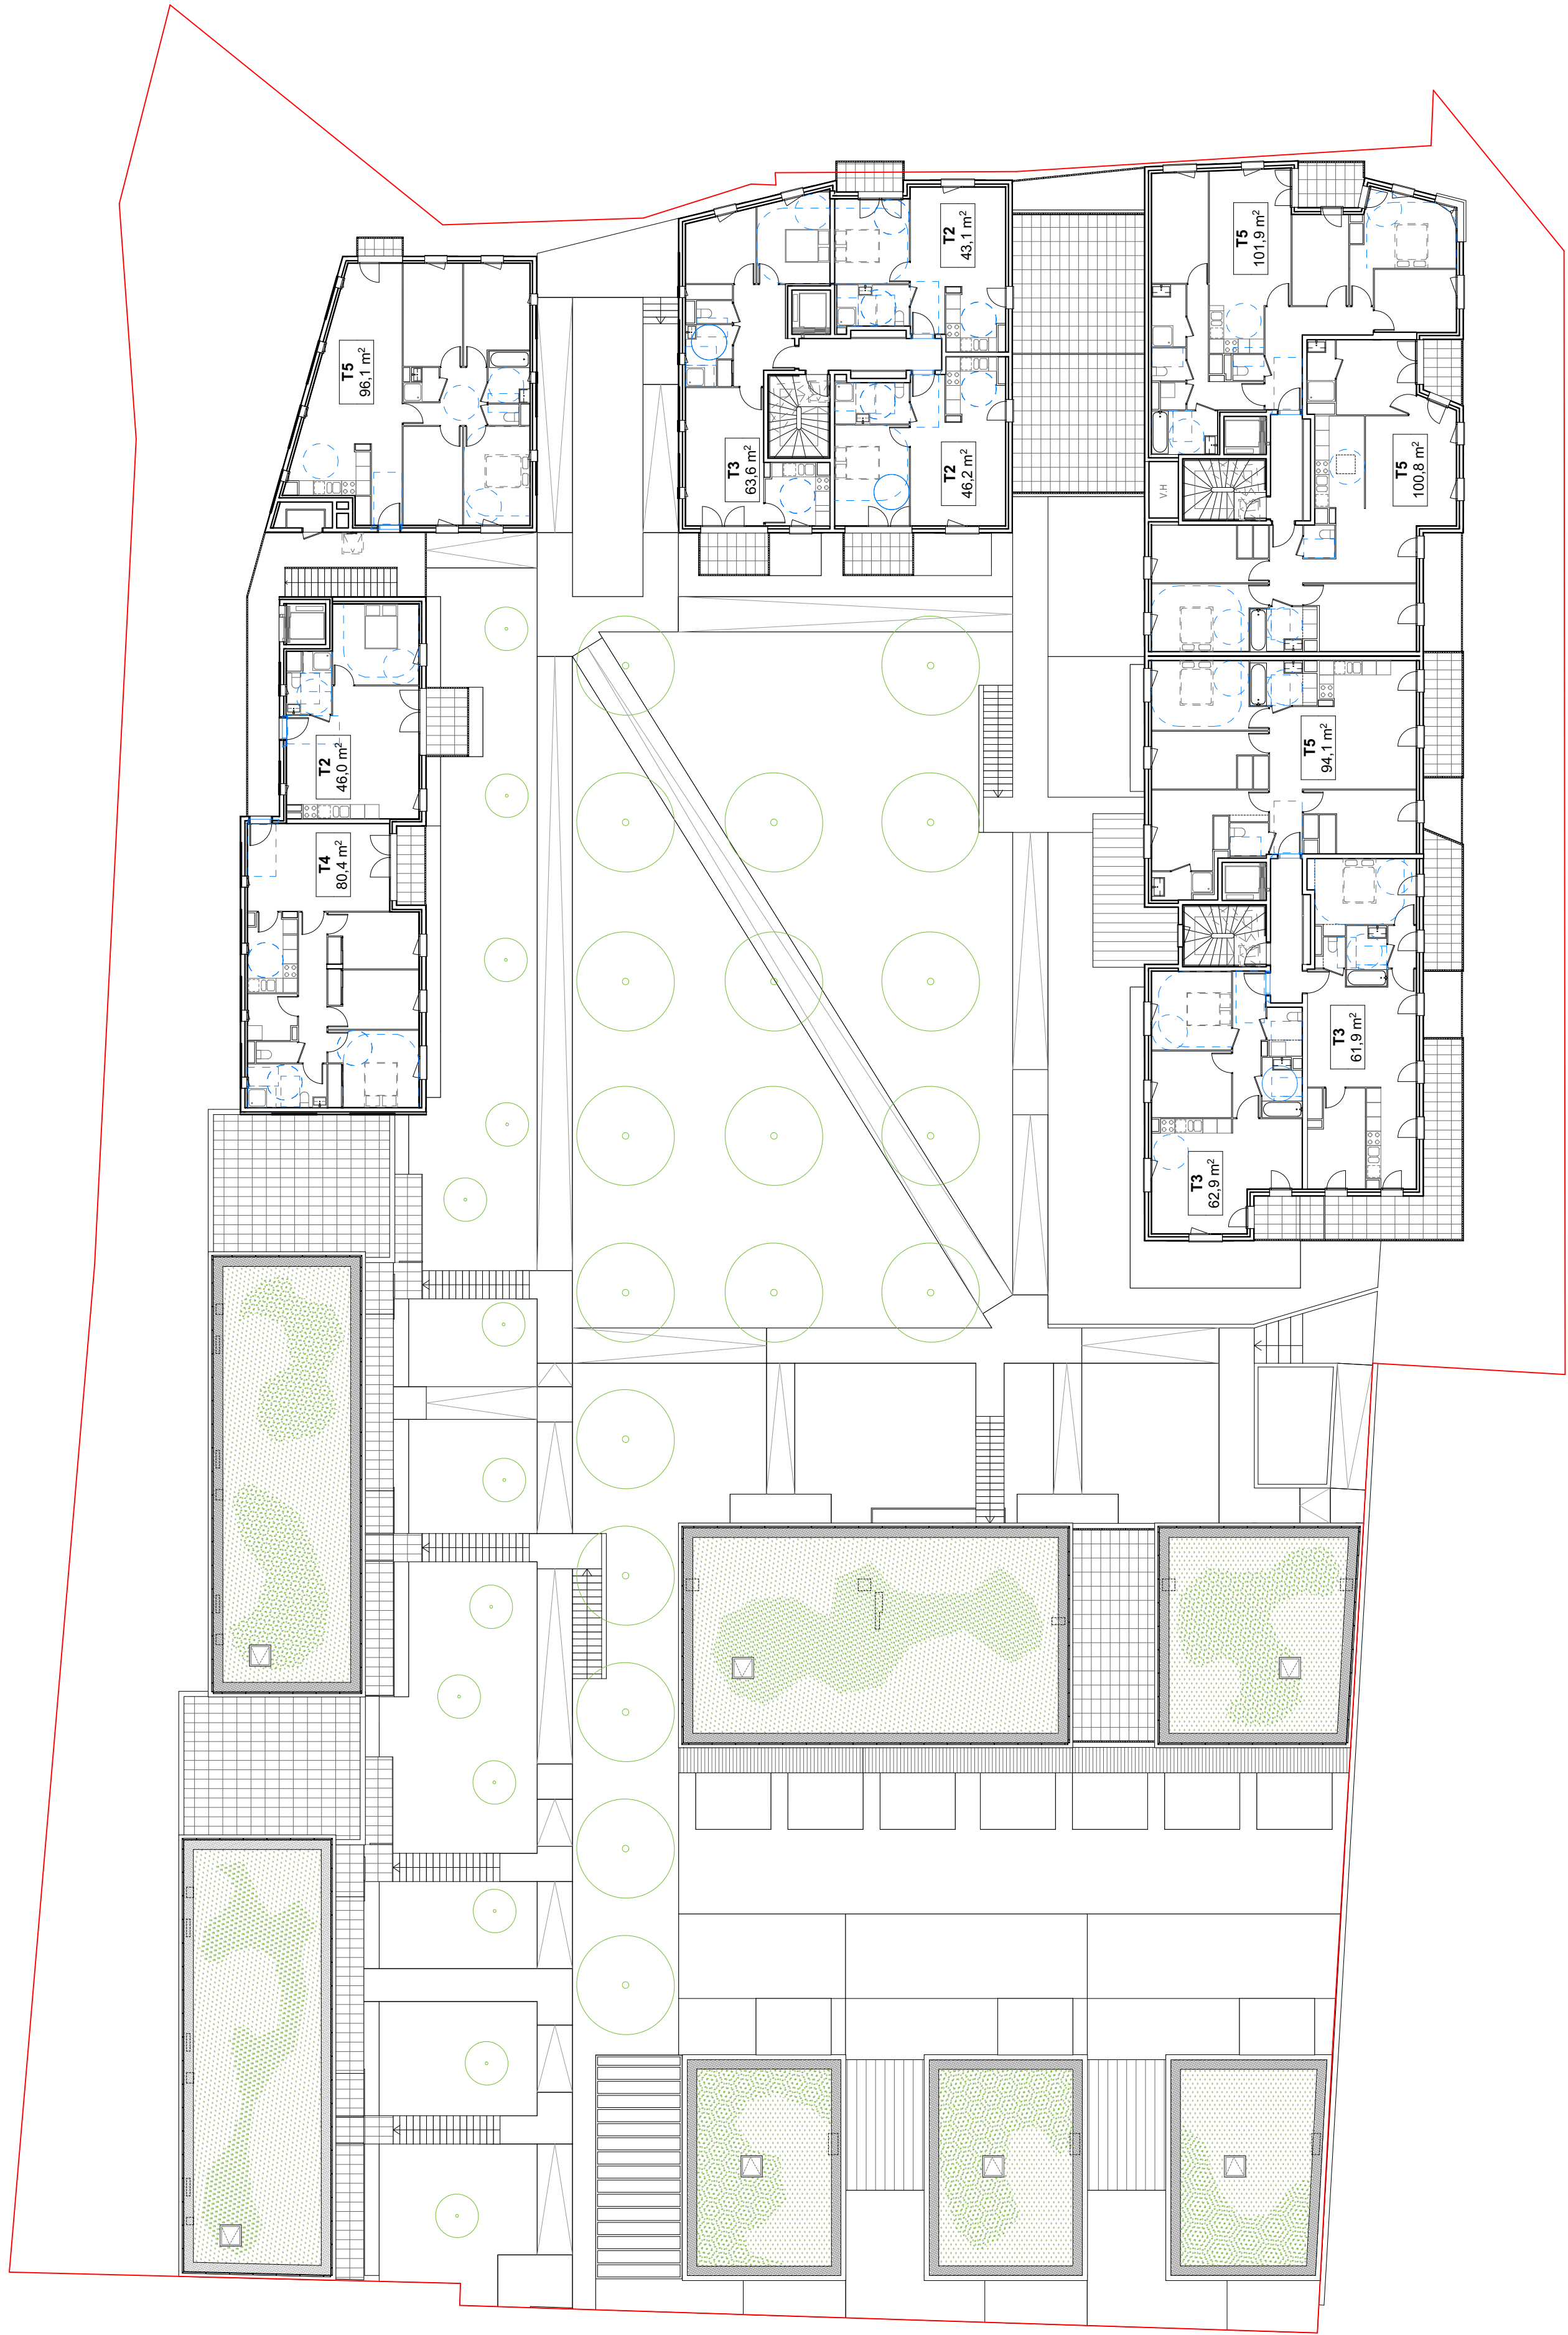 T5
96,1 m²
T2
43,1 m²
T5
101,9 m²
T3
63,6 m²
T2
46,2 m²
V.H
T5
100,8 m²
T2
46,0 m²
T5
94,1 m²
T4
80,4 m²
T3
61,9 m²
T3
62,9 m²